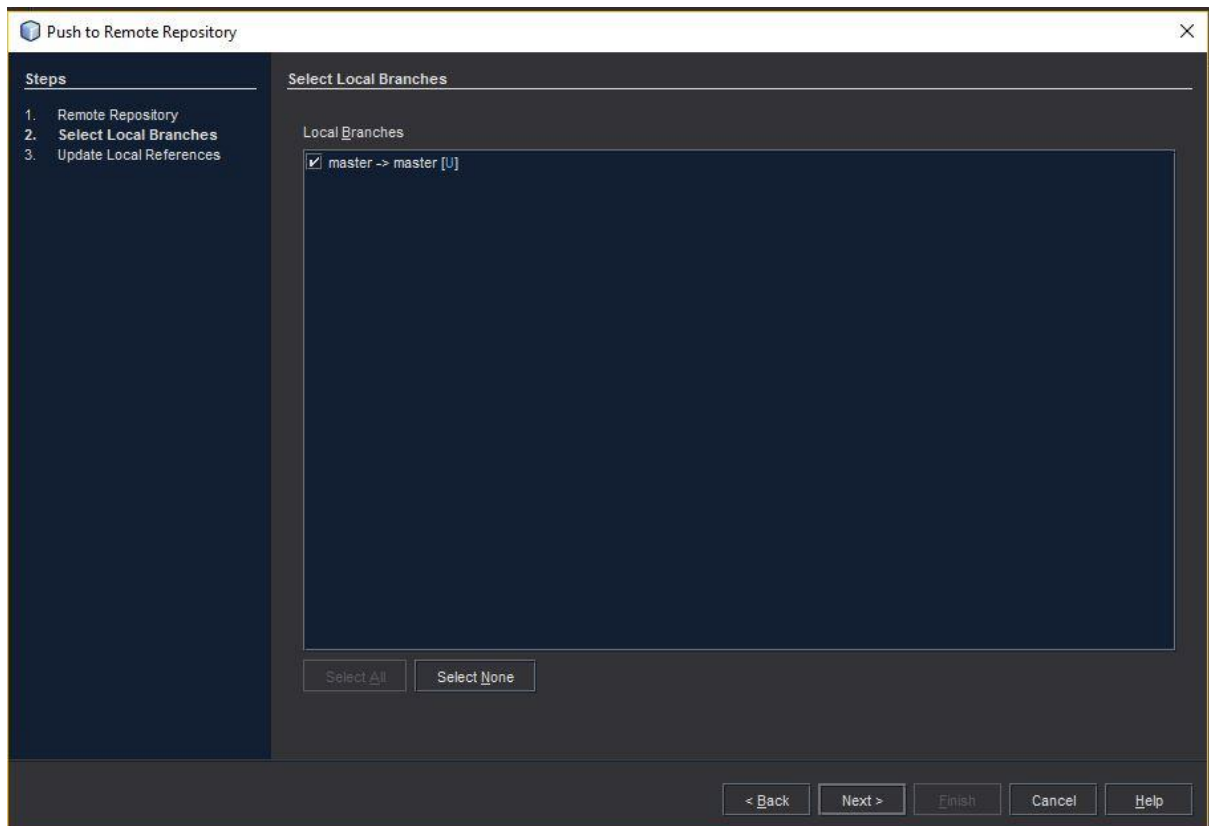 Push to Remote Repository
Steps
1. Remote Repository
2. Select Local Branches
3. Update Local References
Select Local Branches
Local Branches
master -> master [U]
Select All
Select None
< Back
Next >
Finish
Cancel
Help